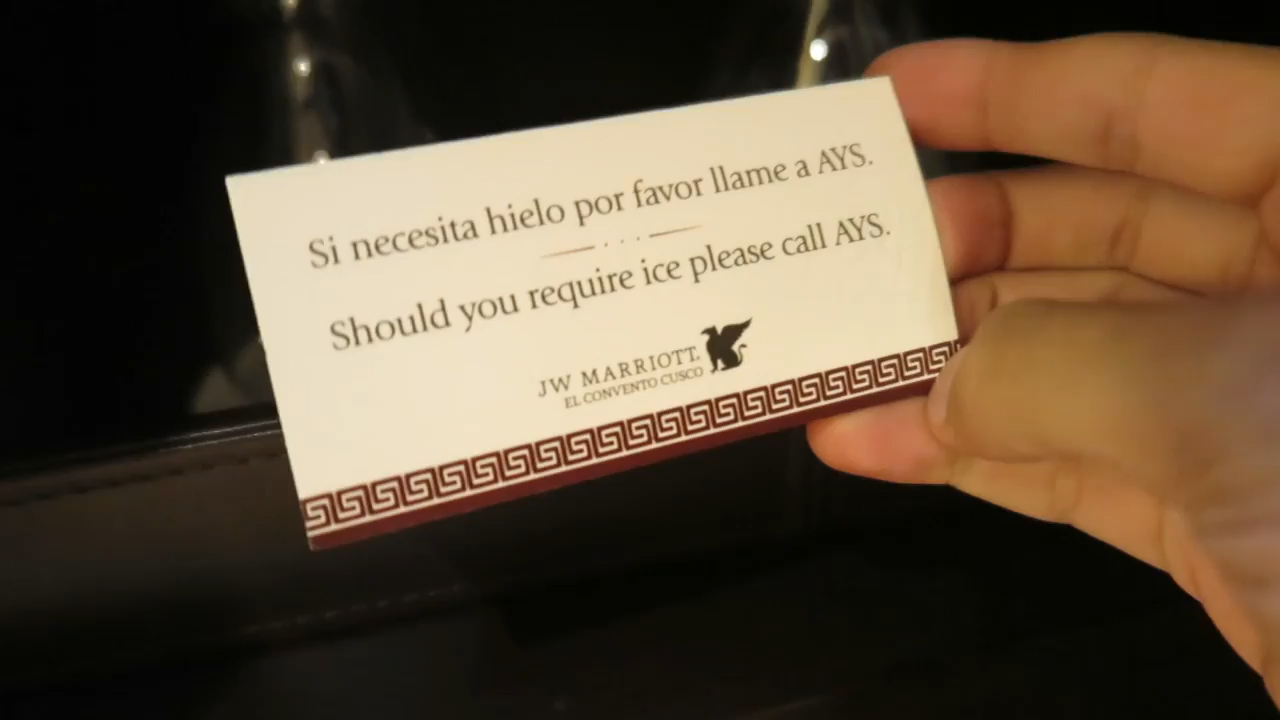 Si necesita hielo por favor llame a AYS.
Should you require ice please call AYS.
JW MARRIOTT.
EL CONVENTO CUSCO